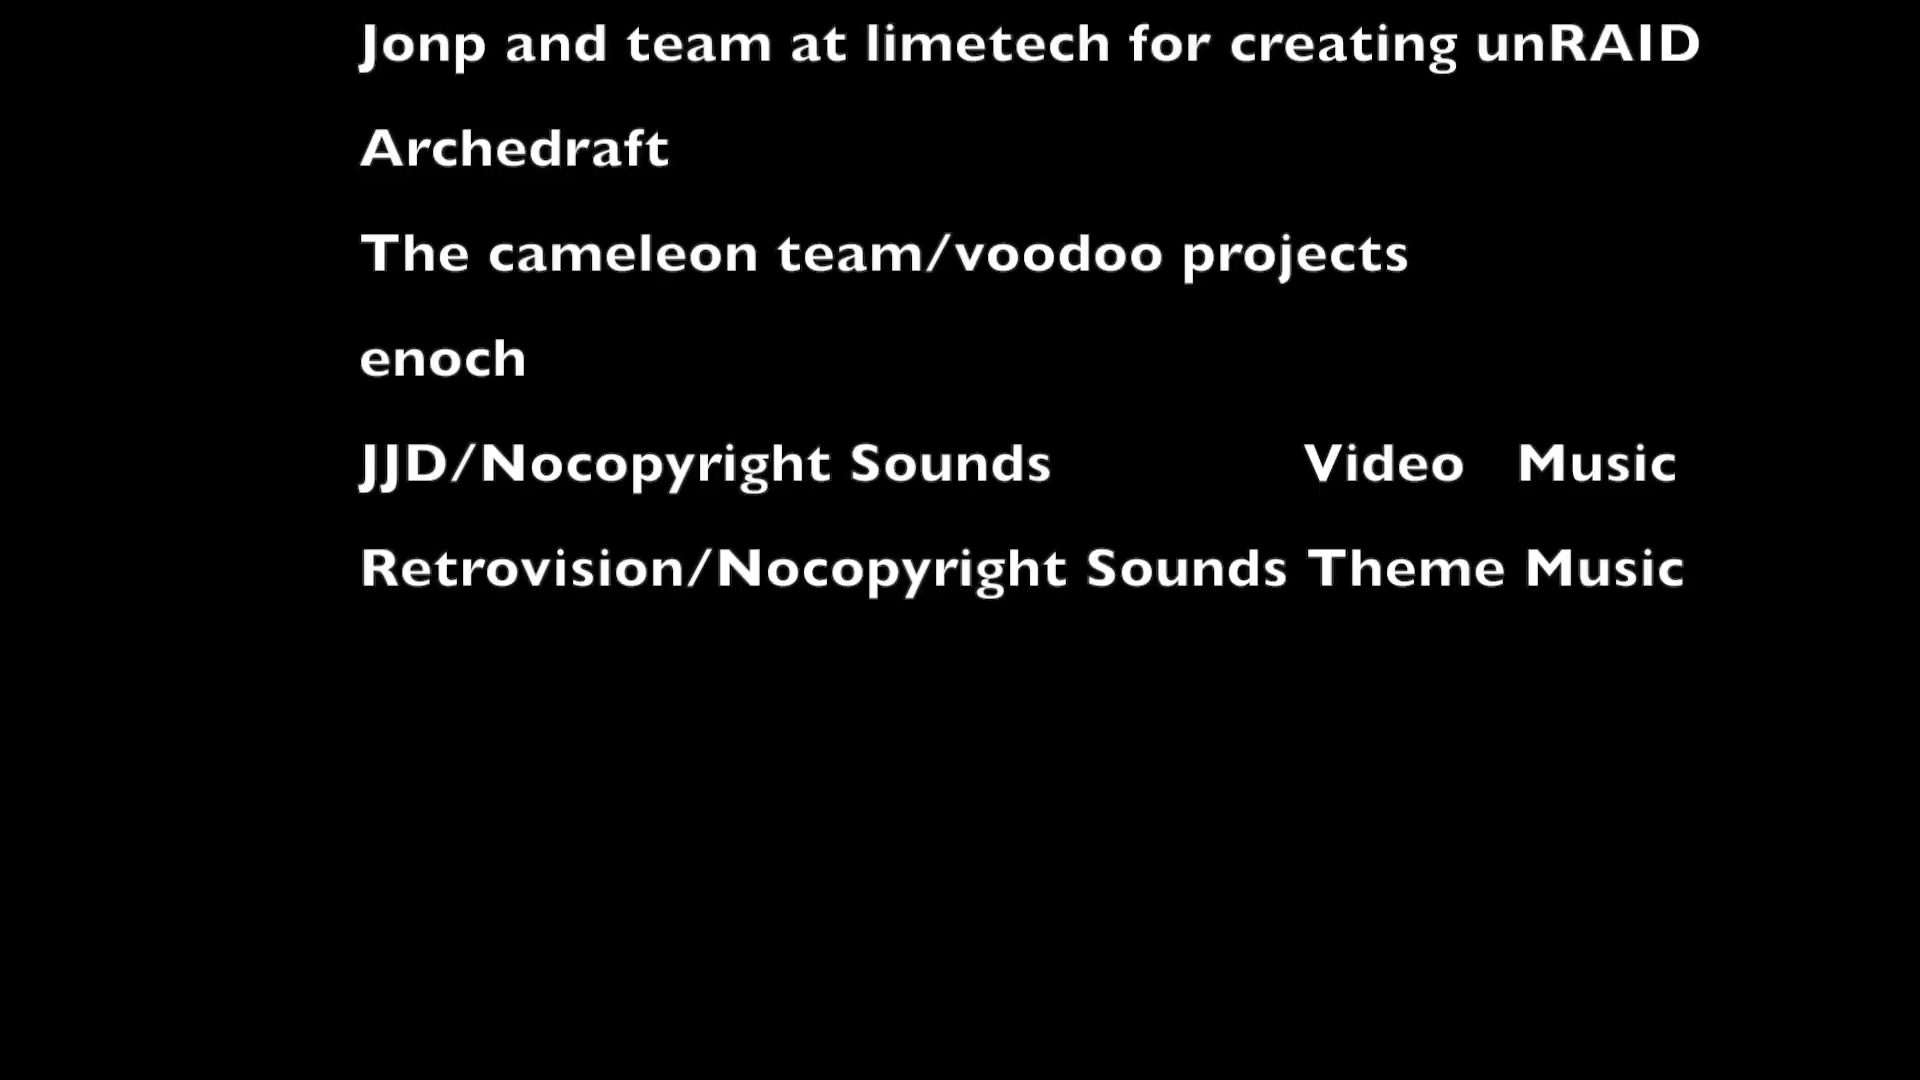 Jonp and team at limetech for creating unRAID
Archedraft
The cameleon team/voodoo projects
enoch
JJD/Nocopyright Sounds Video Music
Retrovision/Nocopyright Sounds Theme Music